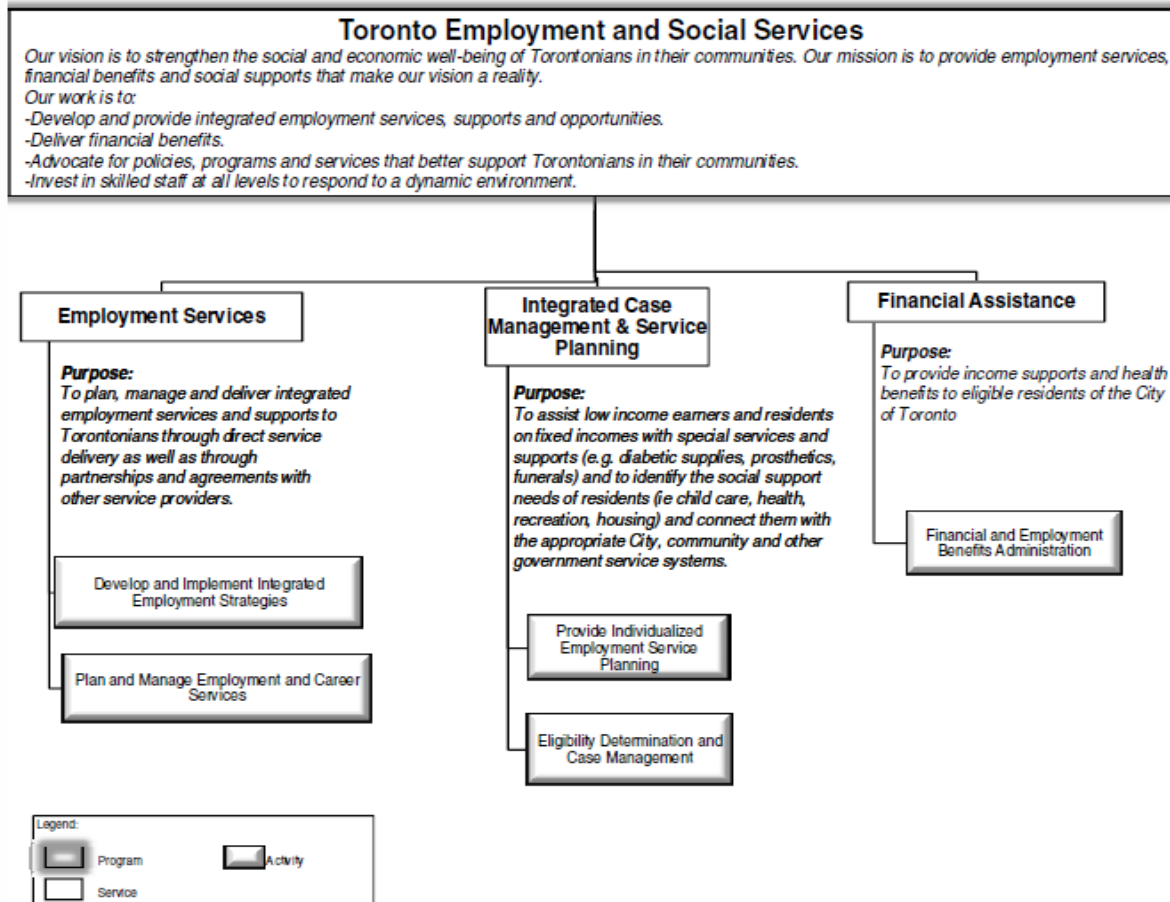 Toronto Employment and Social Services
Our vision is to strengthen the social and economic well-being of Torontonians in their communities. Our mission is to provide employment services,
financial benefits and social supports that make our vision a reality.
Our work is to:
-Develop and provide integrated employment services, supports and opportunities.
-Deliver financial benefits.
-Advocate for policies, programs and services that better support Torontonians in their communities.
-Invest in skilled staff at all levels to respond to a dynamic environment.
Employment Services
Purpose:
To plan, manage and deliver integrated
employment services and supports to
Torontonians through direct service
delivery as well as through
partnerships and agreements with
other service providers.
Develop and Implement Integrated
Employment Strategies
Plan and Manage Employment and Career
Services
Integrated Case
Management & Service
Planning
Purpose:
To assist low income earners and residents
on fixed incomes with special services and
supports (e.g. diabetic supplies, prosthetics,
funerals) and to identify the social support
needs of residents (ie child care, health,
recreation, housing) and connect them with
the appropriate City, community and other
government service systems.
Provide Individualized
Employment Service
Planning
Eligibility Determination and
Case Management
Financial Assistance
Purpose:
To provide income supports and health
benefits to eligible residents of the City
of Toronto
Financial and Employment
Benefits Administration
Legend:
Program
Activity
Service